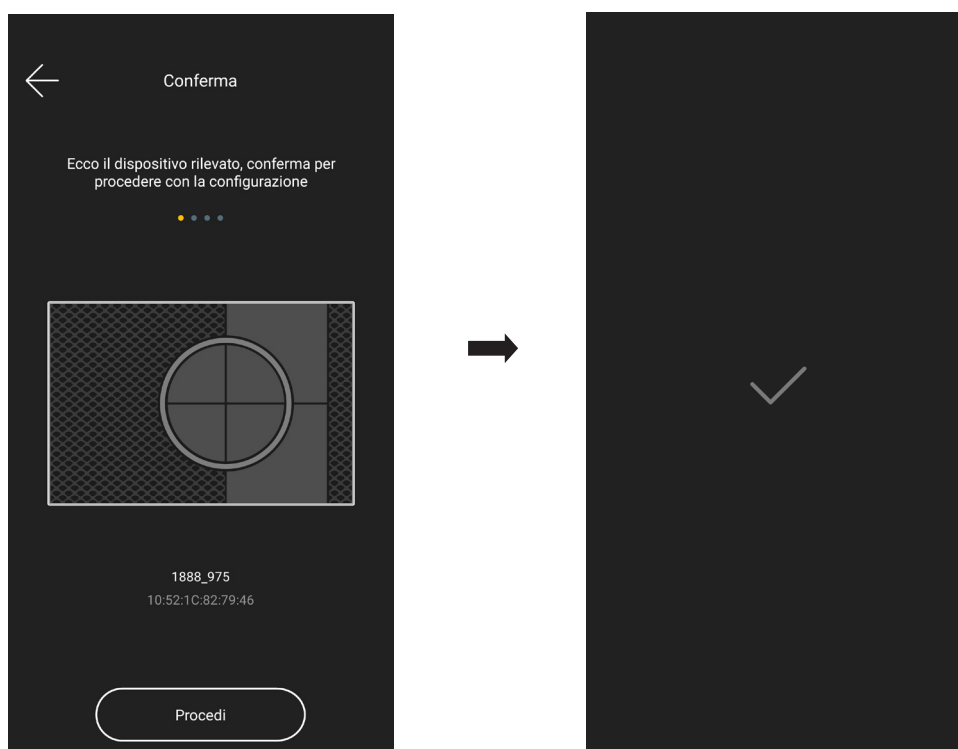 Conferma
Ecco il dispositivo rilevato, conferma per
procedere con la configurazione
1888_975
10:52:1C:82:79:46
Procedi